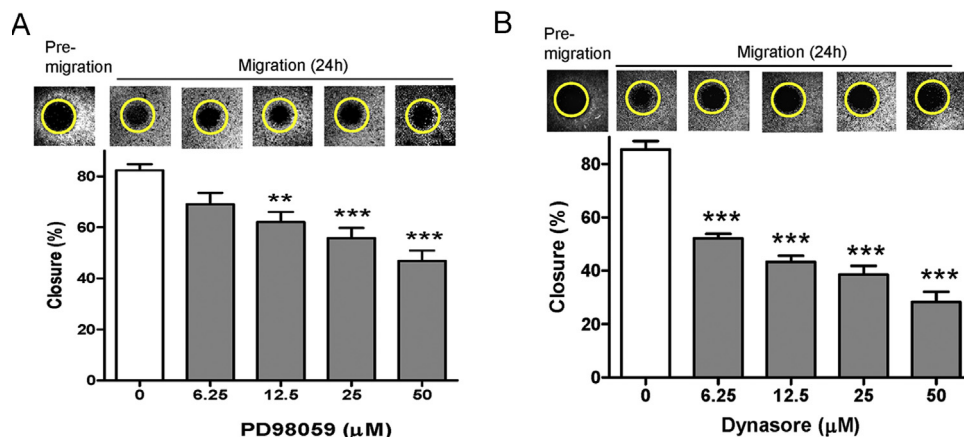 A
Pre-
migration
Migration (24h)
Closure (%)
80
60
40
20
0
**
***
***
0 6.25 12.5 25 50
PD98059 (μM)
B
Pre-
migration
Migration (24h)
Closure (%)
80
60
40
20
0
***
***
***
***
0 6.25 12.5 25 50
Dynasore (μM)